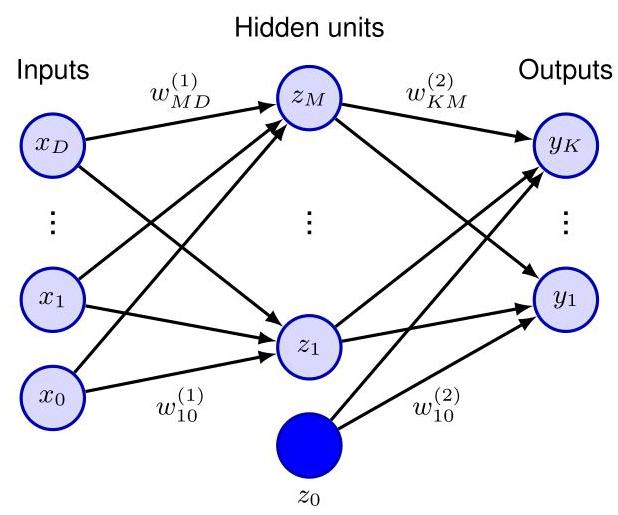 Hidden units
Inputs
Outputs
w_{MD}^{(1)}
z_M
w_{KM}^{(2)}
x_D
y_K
⋮
⋮
⋮
x_1
y_1
z_1
x_0
w_{10}^{(1)}
w_{10}^{(2)}
z_0